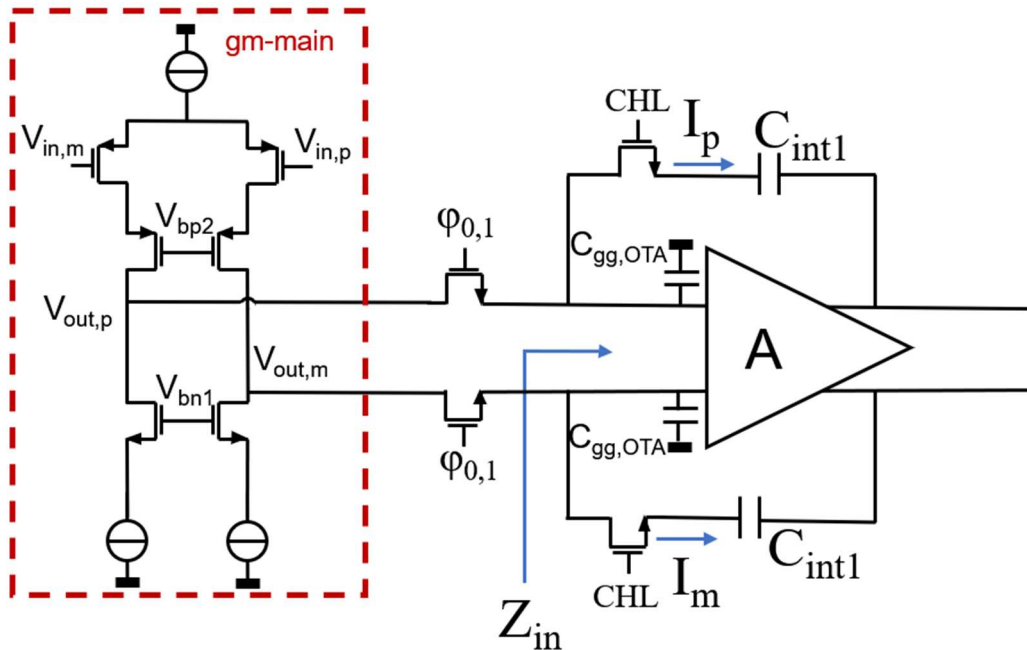 gm-main
V_in,m
V_in,p
V_bp2
V_out,p
V_out,m
V_bn1
φ_0,1
φ_0,1
CHL
I_p
C_int1
C_gg,OTA
A
C_gg,OTA
Z_in
CHL
I_m
C_int1